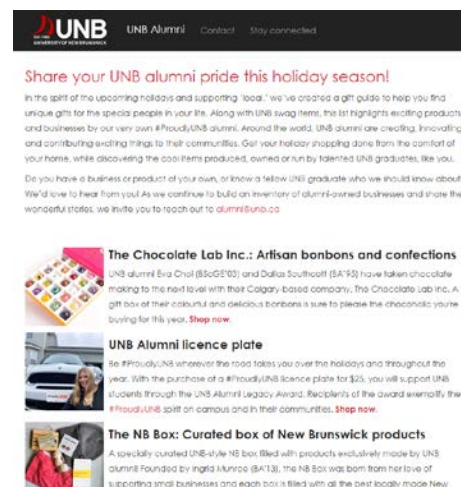 UNB
UNIVERSITY OF NEW BRUNSWICK
UNB Alumni Contact Stay connected
Share your UNB alumni pride this holiday season!
In the spirit of the upcoming holidays and supporting "local," we've created a gift guide to help you find
unique gifts for the special people in your life. Along with UNB swag items, this list highlights exciting products
and businesses by our very own #ProudlyUNB alumni. Around the world, UNB alumni are creating, innovating
and contributing exciting things to their communities. Get your holiday shopping done from the comfort of
your home, while discovering the cool items produced, owned or run by talented UNB graduates, like you.
Do you have a business or product of your own, or know a fellow UNB graduate who we should know about
We'd love to hear from you! As we continue to build an inventory of alumni-owned businesses and share the
wonderful stories, we invite you to reach out to alumni@unb.ca
The Chocolate Lab Inc.: Artisan bonbons and confections
UNB alumni Eva Choi (BScGE'03) and Dallas Southcott (BA'95) have taken chocolate
making to the next level with their Calgary-based company, The Chocolate Lab Inc. A
gift box of their colourful and delicious bonbons is sure to please the chocoholic you're
buying for this year. Shop now.
UNB Alumni licence plate
Be #ProudlyUNB wherever the road takes you over the holidays and throughout the
year. With the purchase of a #ProudlyUNB licence plate for $25, you will support UNB
students through the UNB Alumni Legacy Award. Recipients of the award exemplify the
#ProudlyUNB spirit on campus and in their communities. Shop now.
The NB Box: Curated box of New Brunswick products
A specially curated UNB-style NB box filled with products exclusively made by UNB
alumni! Founded by Ingrid Munroe (BA'13), the NB Box was born from her love of
supporting small businesses and each box is filled with all the best locally made New